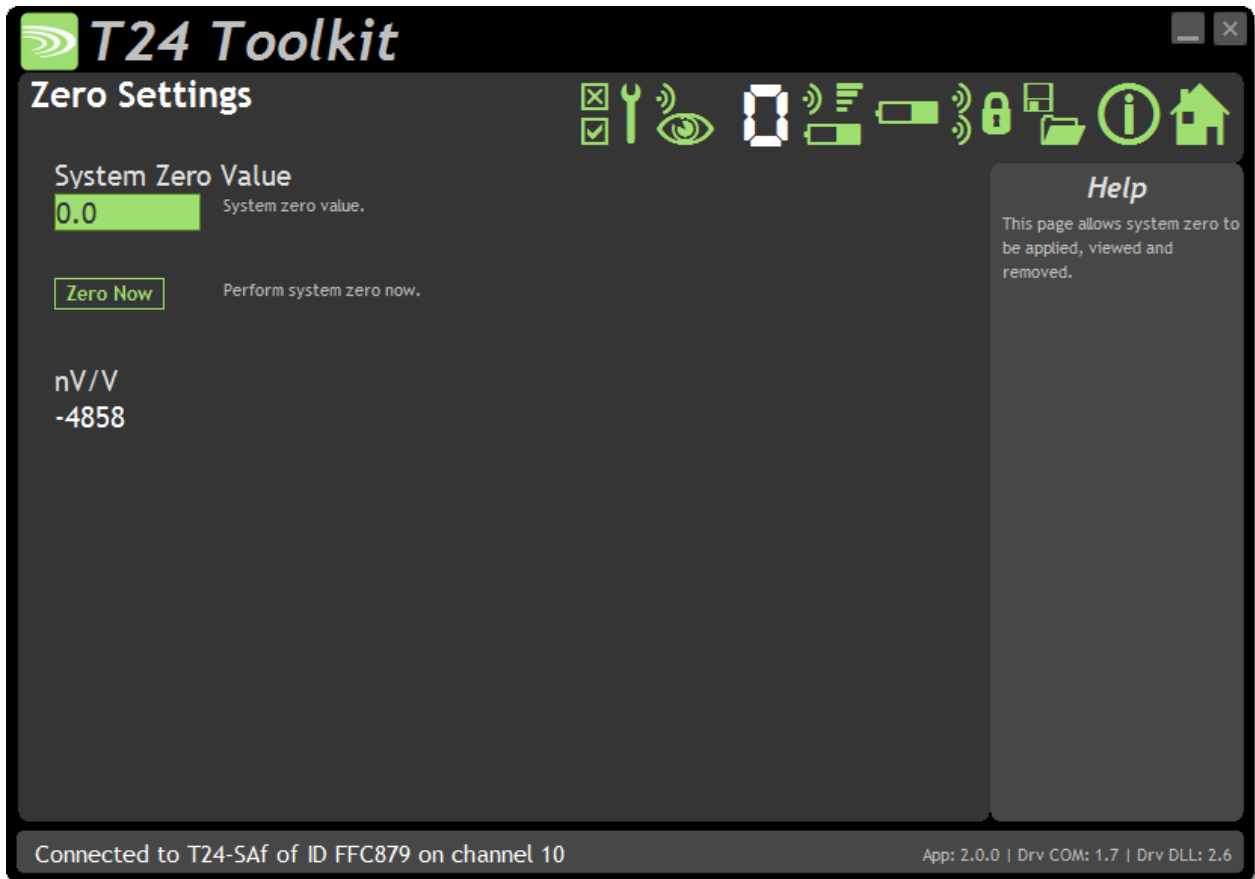 T24 Toolkit
Zero Settings
0
System Zero Value
0.0
System zero value.
Zero Now
Perform system zero now.
nV/V
-4858
Help
This page allows system zero to
be applied, viewed and
removed.
Connected to T24-SAf of ID FFC879 on channel 10
App: 2.0.0 | Drv COM: 1.7 | Drv DLL: 2.6